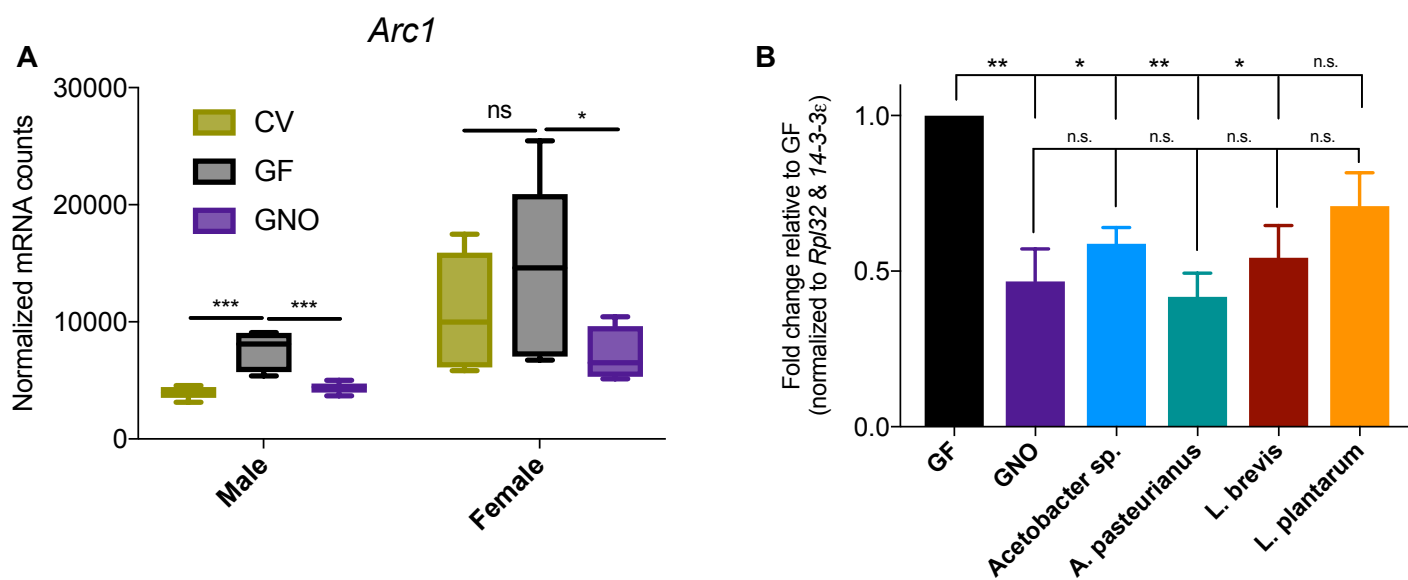 Arc1
A
30000
20000
10000
0
Normalized mRNA counts
CV
GF
GNO
***
***
ns
*
Male
Female
B
Fold change relative to GF
(normalized to Rpl32 & 14-3-3ε)
1.0
0.5
0.0
**
*
**
*
n.s.
n.s.
n.s.
n.s.
n.s.
GF
GNO
Acetobacter sp.
A. pasteurianus
L. brevis
L. plantarum